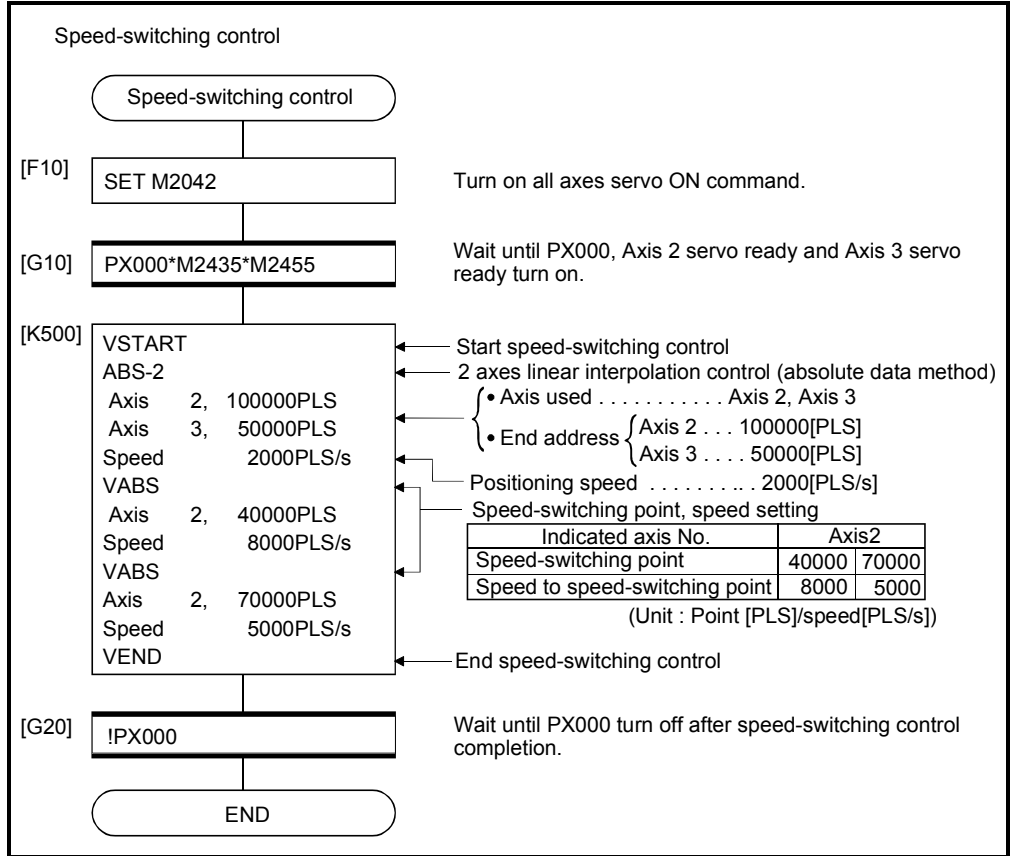 Speed-switching control
Speed-switching control
[F10]
SET M2042
Turn on all axes servo ON command.
[G10]
PX000*M2435*M2455
Wait until PX000, Axis 2 servo ready and Axis 3 servo
ready turn on.
[K500]
VSTART
Start speed-switching control
ABS-2
2 axes linear interpolation control (absolute data method)
Axis 2, 100000PLS
• Axis used . . . . . . . . . . . Axis 2, Axis 3
Axis 3, 50000PLS
• End address
Axis 2 . . . 100000[PLS]
Axis 3 . . . . 50000[PLS]
Speed 2000PLS/s
Positioning speed . . . . . . . . . . 2000[PLS/s]
VABS
Speed-switching point, speed setting
Axis 2, 40000PLS
Speed 8000PLS/s
VABS
Axis 2, 70000PLS
Speed 5000PLS/s
Indicated axis No. Axis2
Speed-switching point 40000 70000
Speed to speed-switching point 8000 5000
(Unit : Point [PLS]/speed[PLS/s])
VEND
End speed-switching control
[G20]
!PX000
Wait until PX000 turn off after speed-switching control
completion.
END